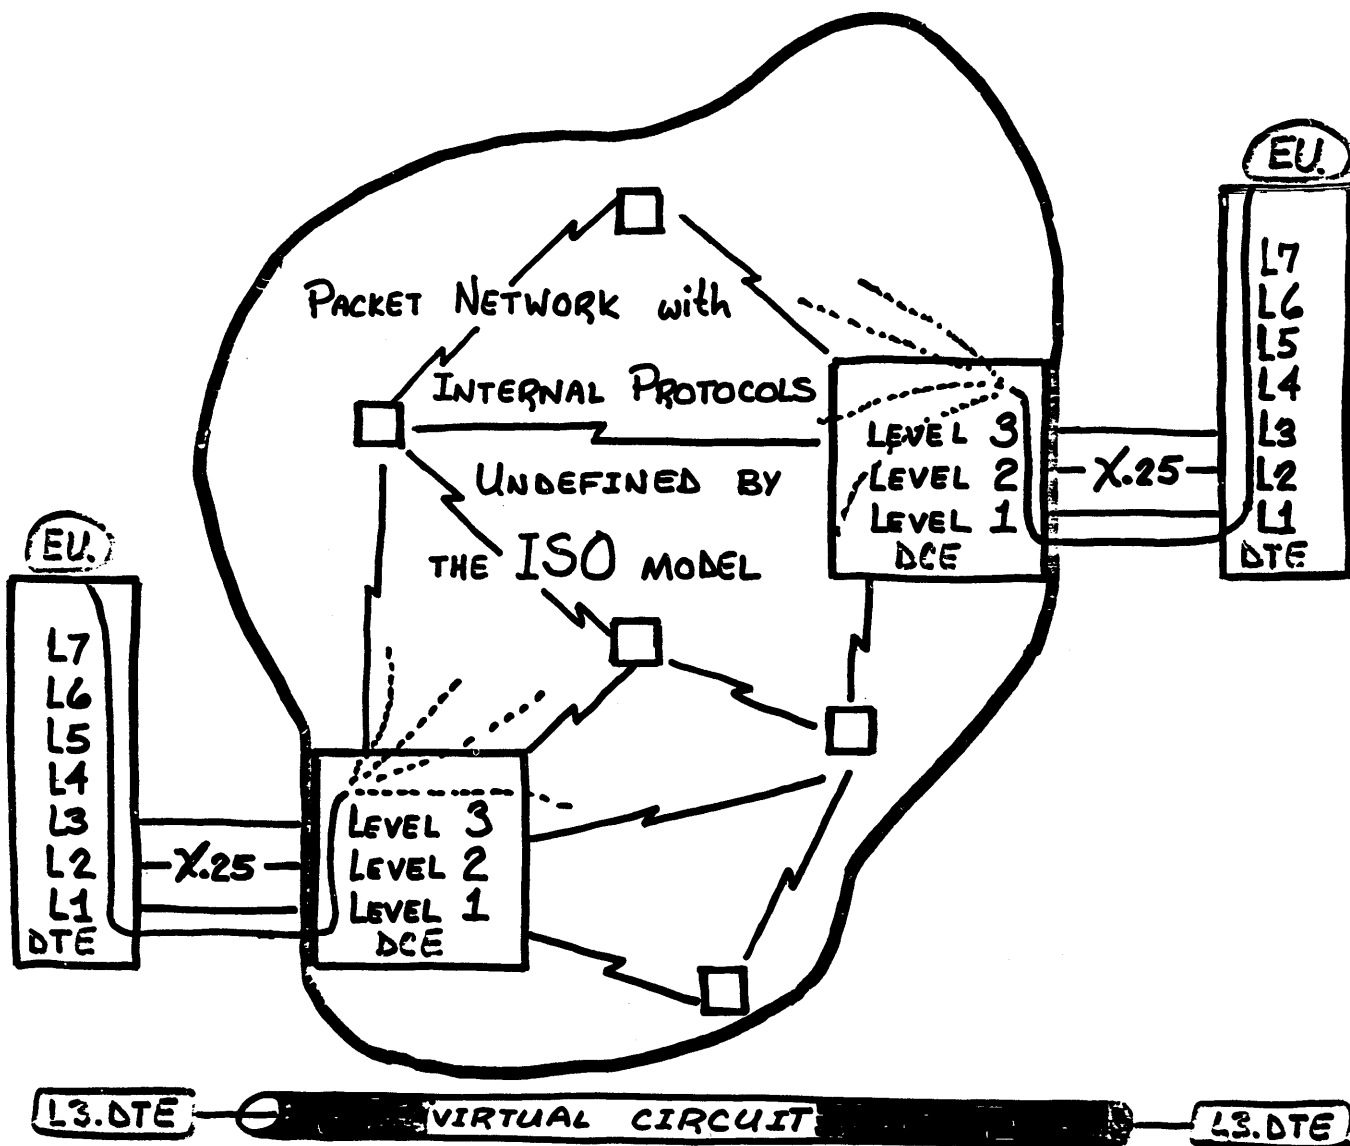 EU.
L7
L6
L5
L4
L3
L2
L1
DTE
X.25
PACKET NETWORK with
INTERNAL PROTOCOLS
UNDEFINED BY
THE ISO MODEL
LEVEL 3
LEVEL 2
LEVEL 1
DCE
EU.
L7
L6
L5
L4
L3
L2
L1
DTE
X.25
LEVEL 3
LEVEL 2
LEVEL 1
DCE
L3.DTE
VIRTUAL CIRCUIT
L3.DTE